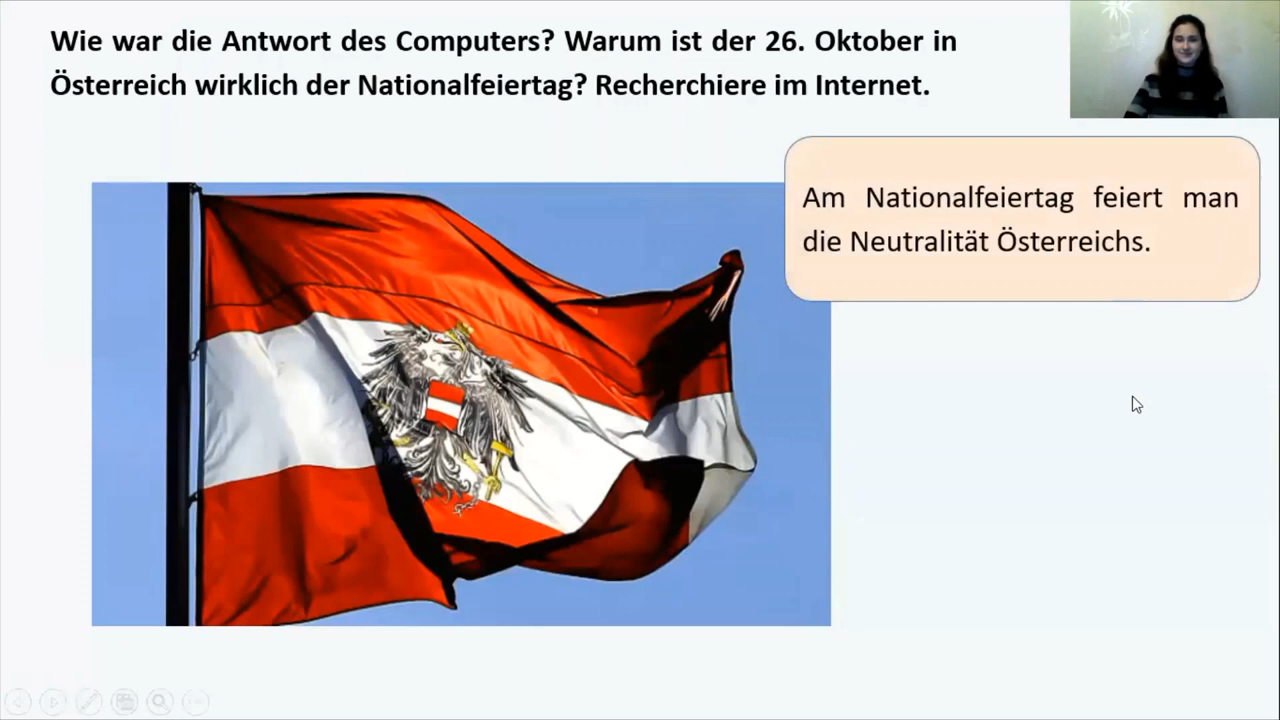 Wie war die Antwort des Computers? Warum ist der 26. Oktober in
Österreich wirklich der Nationalfeiertag? Recherchiere im Internet.
Am Nationalfeiertag feiert man
die Neutralität Österreichs.